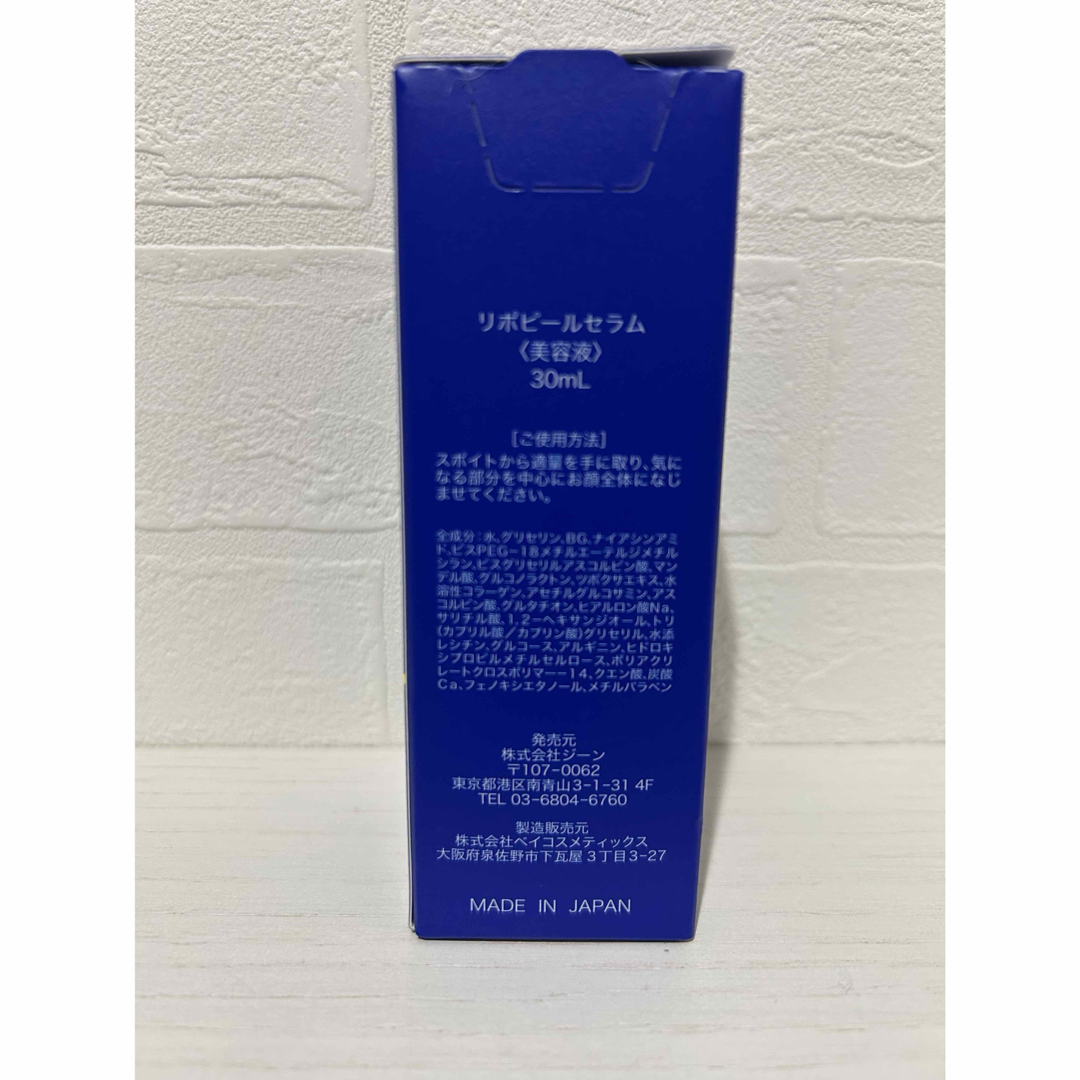 リポピールセラム
〈美容液〉
30mL
[ご使用方法]
スポイトから適量を手に取り、気に
なる部分を中心にお顔全体になじ
ませてください。
全成分：水、グリセリン、BG、ナイアシンアミ
ド、ビスPEG-18メチルエーテルジメチル
シラン、ビスグリセリルアスコルビン酸、マン
デル酸、グルコノラクトン、ツボクサエキス、水
溶性コラーゲン、アセチルグルコサミン、アス
コルビン酸、グルタチオン、ヒアルロン酸Na、
サリチル酸、1,2-ヘキサンジオール、トリ
(カプリル酸／カプリン酸)グリセリル、水添
レシチン、グルコース、アルギニン、ヒドロキ
シプロピルメチルセルロース、ポリアクリ
レートクロスポリマー-14、クエン酸、炭酸
Ca、フェノキシエタノール、メチルパラベン
発売元
株式会社ジーン
〒107-0062
東京都港区南青山3-1-31 4F
TEL 03-6804-6760
製造販売元
株式会社ベイコスメティックス
大阪府泉佐野市下瓦屋3丁目3-27
MADE IN JAPAN